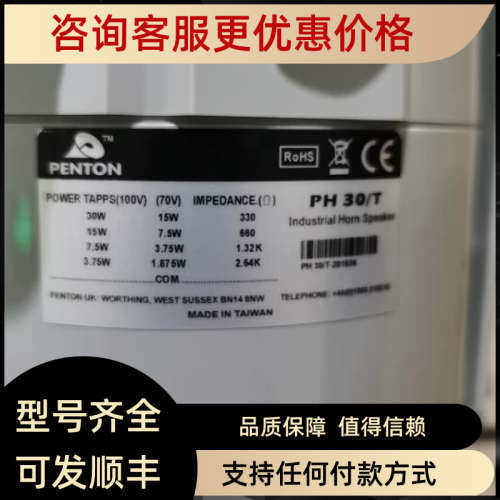 咨询客服更优惠价格
PENTON™
RoHS
CE
POWER TAPPS(100V) (70V) IMPEDANCE.(Ω) PH 30/T
30W 15W 330 Industrial Horn Speaker
15W 7.5W 660
7.5W 3.75W 1.32K
3.75W 1.875W 2.64K
COM
PENTON UK: WORTHING, WEST SUSSEX BN14 8NW TELEPHONE:
MADE IN TAIWAN
型号齐全
可发顺丰
品质保障 值得信赖
支持任何付款方式